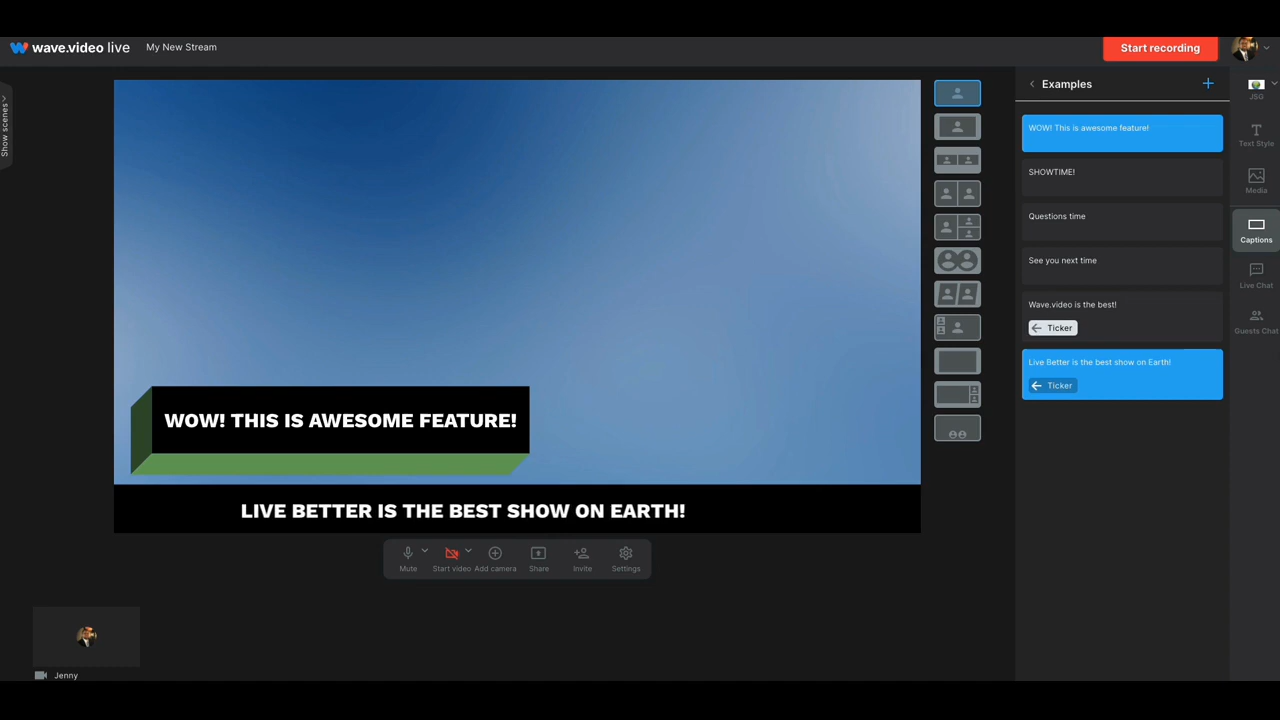 wave.video live
My New Stream
Start recording
Show scenes
Examples
WOW! This is awesome feature!
SHOWTIME!
Questions time
See you next time
Wave.video is the best!
Ticker
Live Better is the best show on Earth!
Ticker
JSG
Text Style
Media
Captions
Live Chat
Guests Chat
WOW! THIS IS AWESOME FEATURE!
LIVE BETTER IS THE BEST SHOW ON EARTH!
Mute
Start video
Add camera
Share
Invite
Settings
Jenny